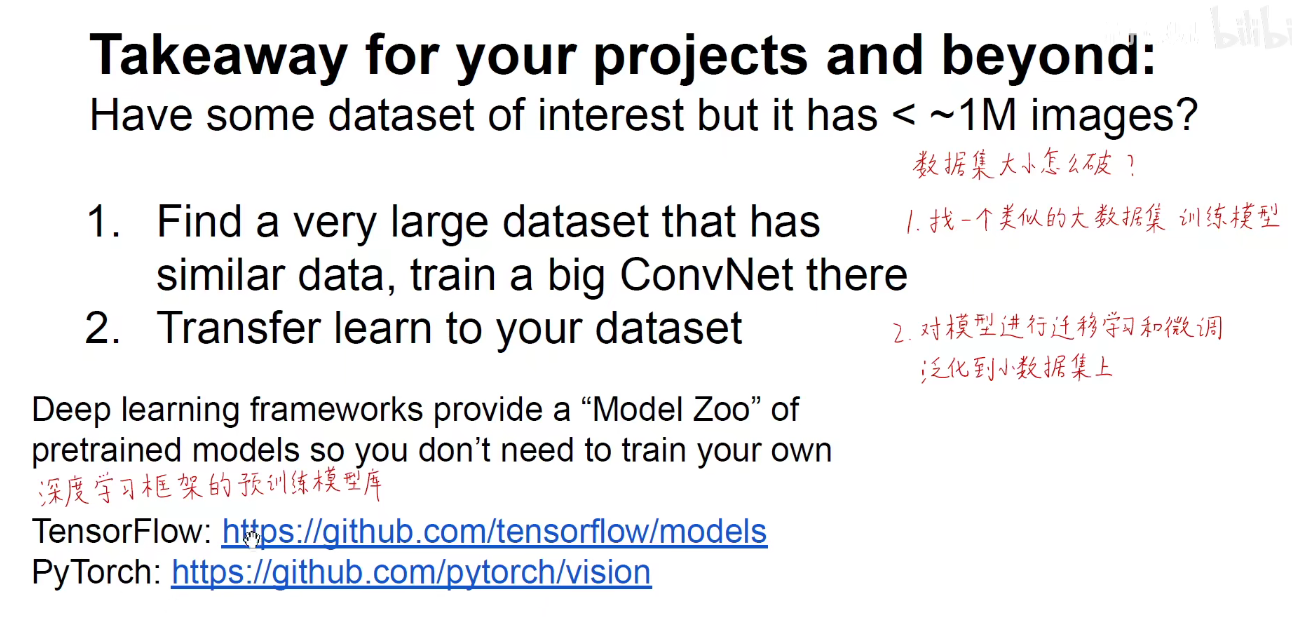 Takeaway for your projects and beyond:
Have some dataset of interest but it has < ~1M images?
数据集大小怎么破?
1. Find a very large dataset that has
similar data, train a big ConvNet there
1. 找一个类似的大数据集 训练模型
2. Transfer learn to your dataset
2. 对模型进行迁移学习和微调
泛化到小数据集上
Deep learning frameworks provide a “Model Zoo” of
pretrained models so you don’t need to train your own
深度学习框架的预训练模型库
TensorFlow: https://github.com/tensorflow/models
PyTorch: https://github.com/pytorch/vision
bilibi